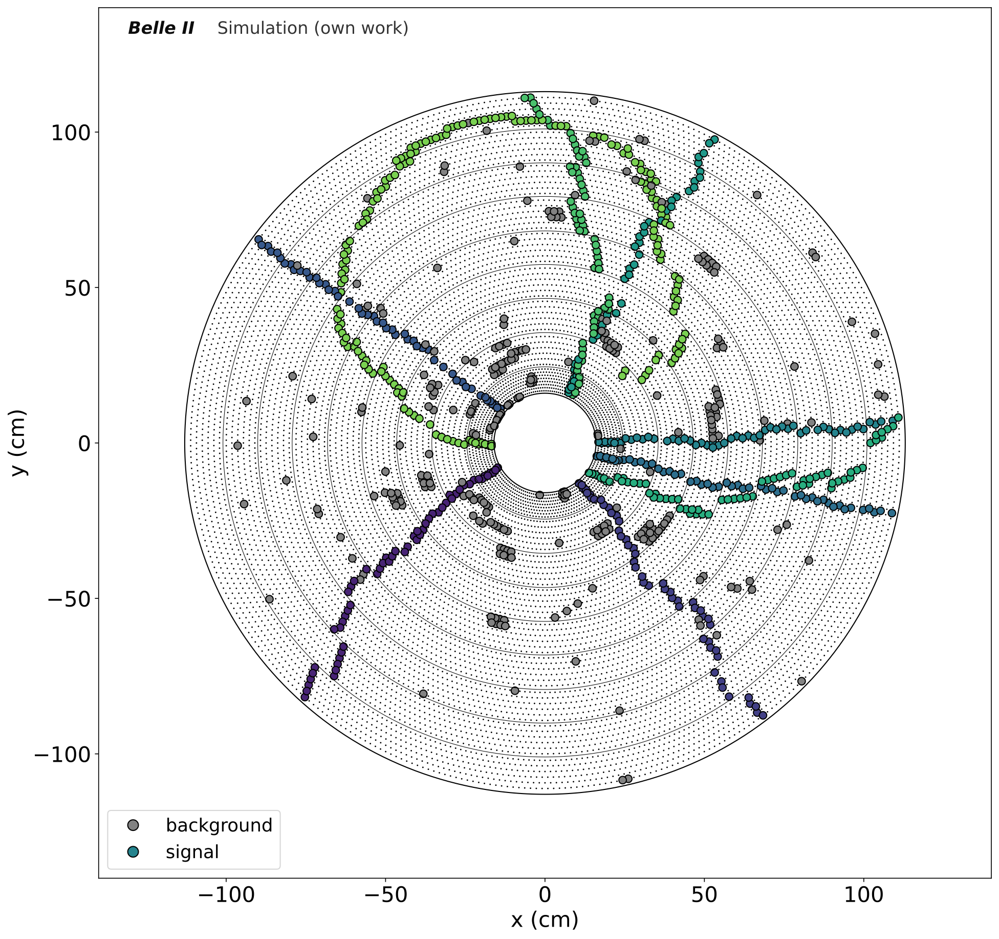 Belle II Simulation (own work)
100
50
0
−50
−100
y (cm)
background
signal
−100 −50 0 50 100
x (cm)